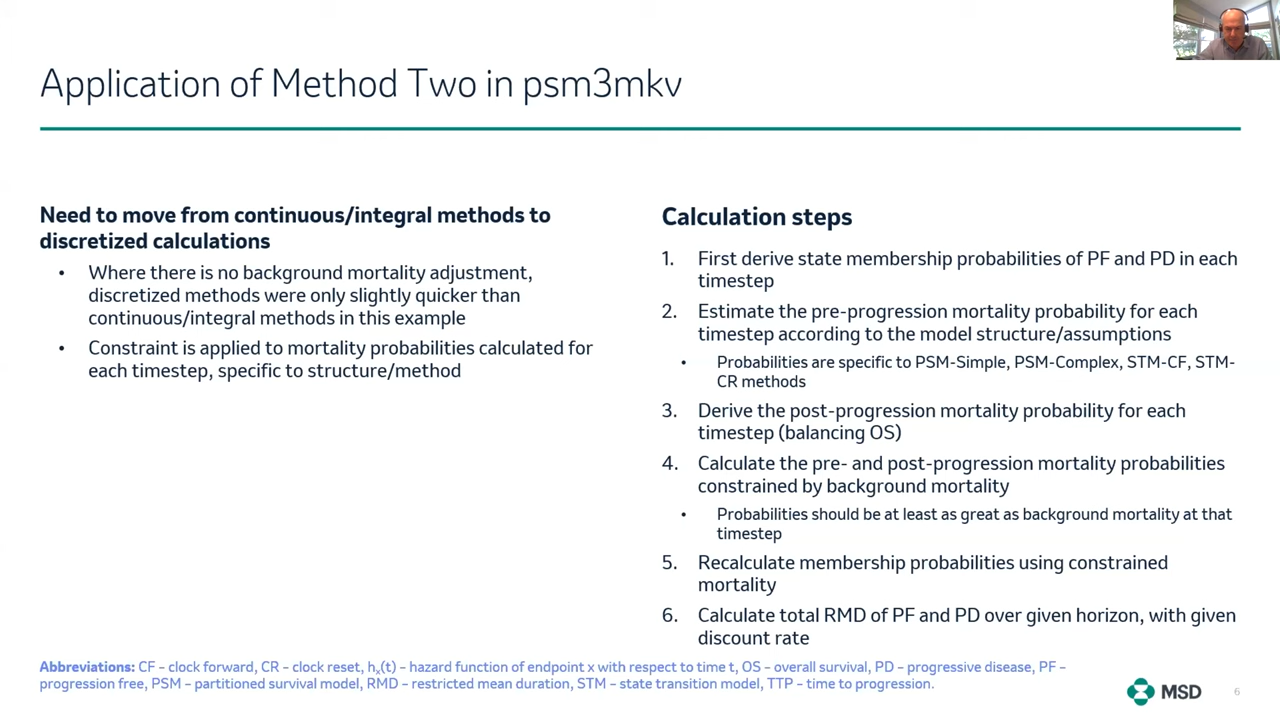 Application of Method Two in psm3mkv
Need to move from continuous/integral methods to
discretized calculations
• Where there is no background mortality adjustment,
discretized methods were only slightly quicker than
continuous/integral methods in this example
• Constraint is applied to mortality probabilities calculated for
each timestep, specific to structure/method
Calculation steps
1. First derive state membership probabilities of PF and PD in each
timestep
2. Estimate the pre-progression mortality probability for each
timestep according to the model structure/assumptions
• Probabilities are specific to PSM-Simple, PSM-Complex, STM-CF, STM-
CR methods
3. Derive the post-progression mortality probability for each
timestep (balancing OS)
4. Calculate the pre- and post-progression mortality probabilities
constrained by background mortality
• Probabilities should be at least as great as background mortality at that
timestep
5. Recalculate membership probabilities using constrained
mortality
6. Calculate total RMD of PF and PD over given horizon, with given
discount rate
Abbreviations: CF – clock forward, CR – clock reset, hₓ(t) – hazard function of endpoint x with respect to time t, OS – overall survival, PD – progressive disease, PF –
progression free, PSM – partitioned survival model, RMD – restricted mean duration, STM – state transition model, TTP – time to progression.
MSD
6